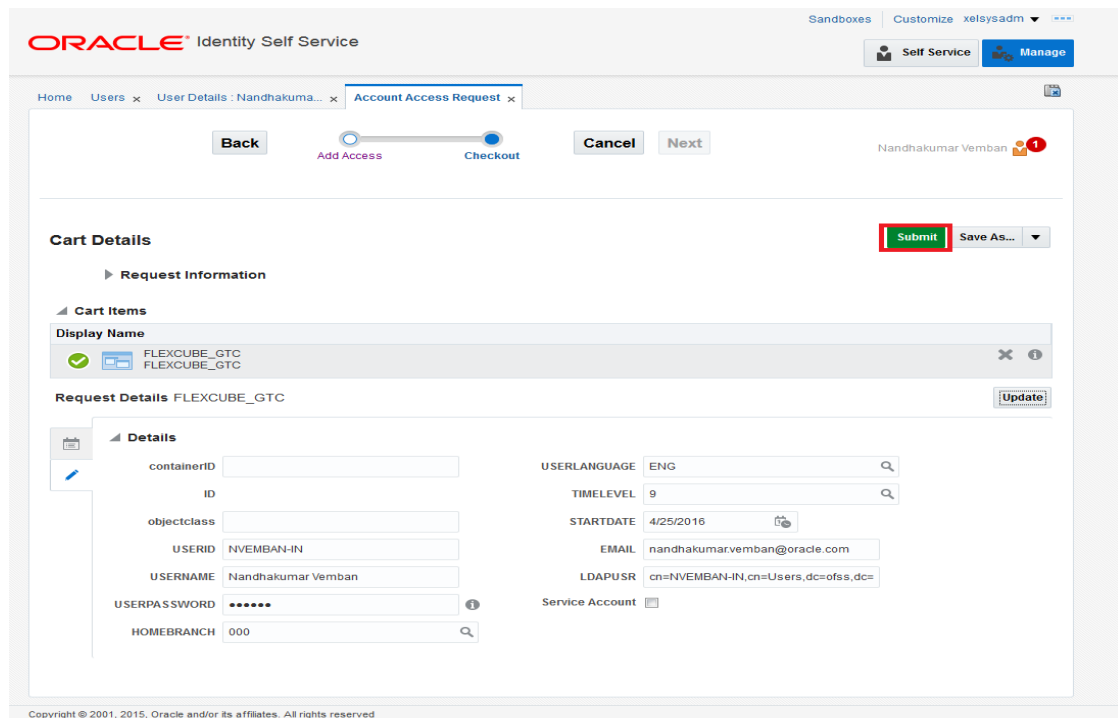 Sandboxes Customize xelsysadm
ORACLE Identity Self Service
Self Service Manage
Home Users x User Details : Nandhakuma... x Account Access Request x
Back Add Access Checkout Cancel Next
Nandhakumar Vemban 1
Cart Details
Submit Save As...
Request Information
Cart Items
Display Name
FLEXCUBE_GTC
FLEXCUBE_GTC
Request Details FLEXCUBE_GTC
Update
Details
containerID
ID
objectclass
USERID NVEMBAN-IN
USERNAME Nandhakumar Vemban
USERPASSWORD ••••••
HOMEBRANCH 000
USERLANGUAGE ENG
TIMELEVEL 9
STARTDATE 4/25/2016
EMAIL nandhakumar.vemban@oracle.com
LDAPUSR cn=NVEMBAN-IN,cn=Users,dc=ofss,dc=
Service Account
Copyright © 2001, 2015, Oracle and/or its affiliates. All rights reserved